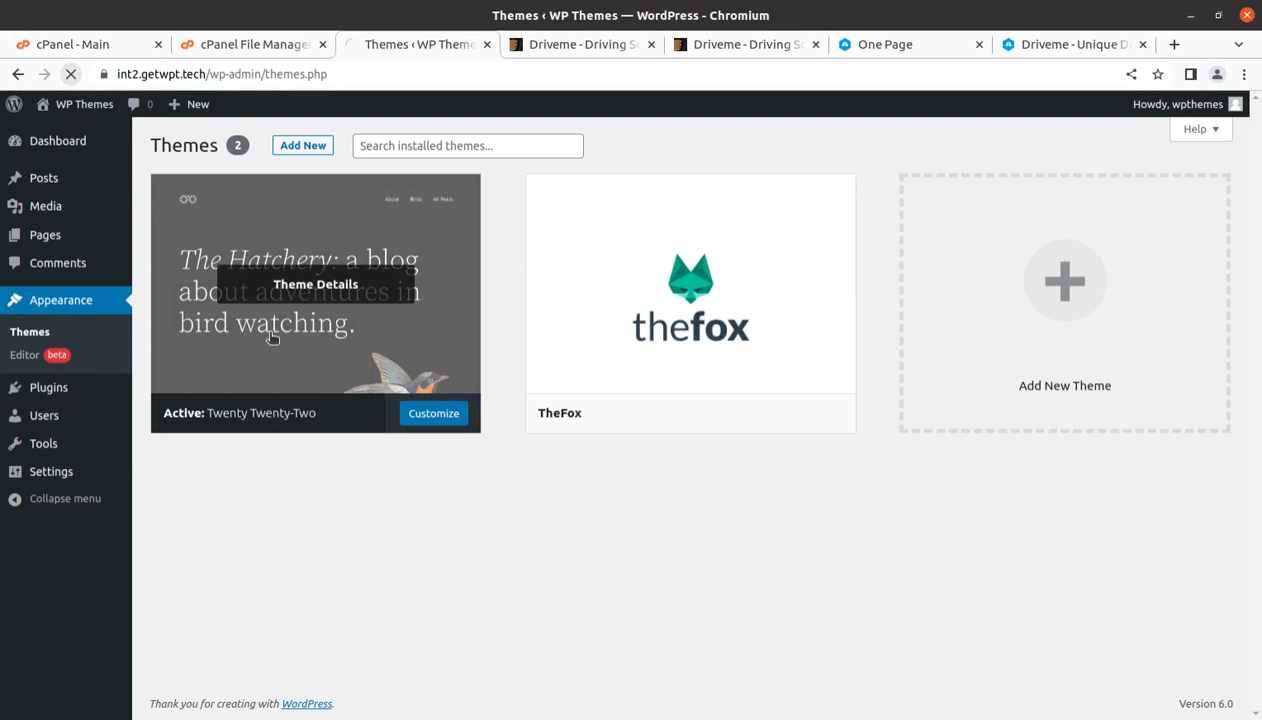 Themes ‹ WP Themes — WordPress - Chromium
cPanel - Main
cPanel File Manager
Themes ‹ WP Theme
Driveme - Driving Sc
Driveme - Driving Sc
One Page
Driveme - Unique D
int2.getwpt.tech/wp-admin/themes.php
WP Themes
0
New
Howdy, wpthemes
Dashboard
Posts
Media
Pages
Comments
Appearance
Themes
Editor beta
Plugins
Users
Tools
Settings
Collapse menu
Themes 2
Add New
Search installed themes...
Help
About Birds All Posts
The Hatchery: a blog
about adventures in
bird watching.
Theme Details
Active: Twenty Twenty-Two
Customize
thefox
TheFox
Add New Theme
Thank you for creating with WordPress.
Version 6.0